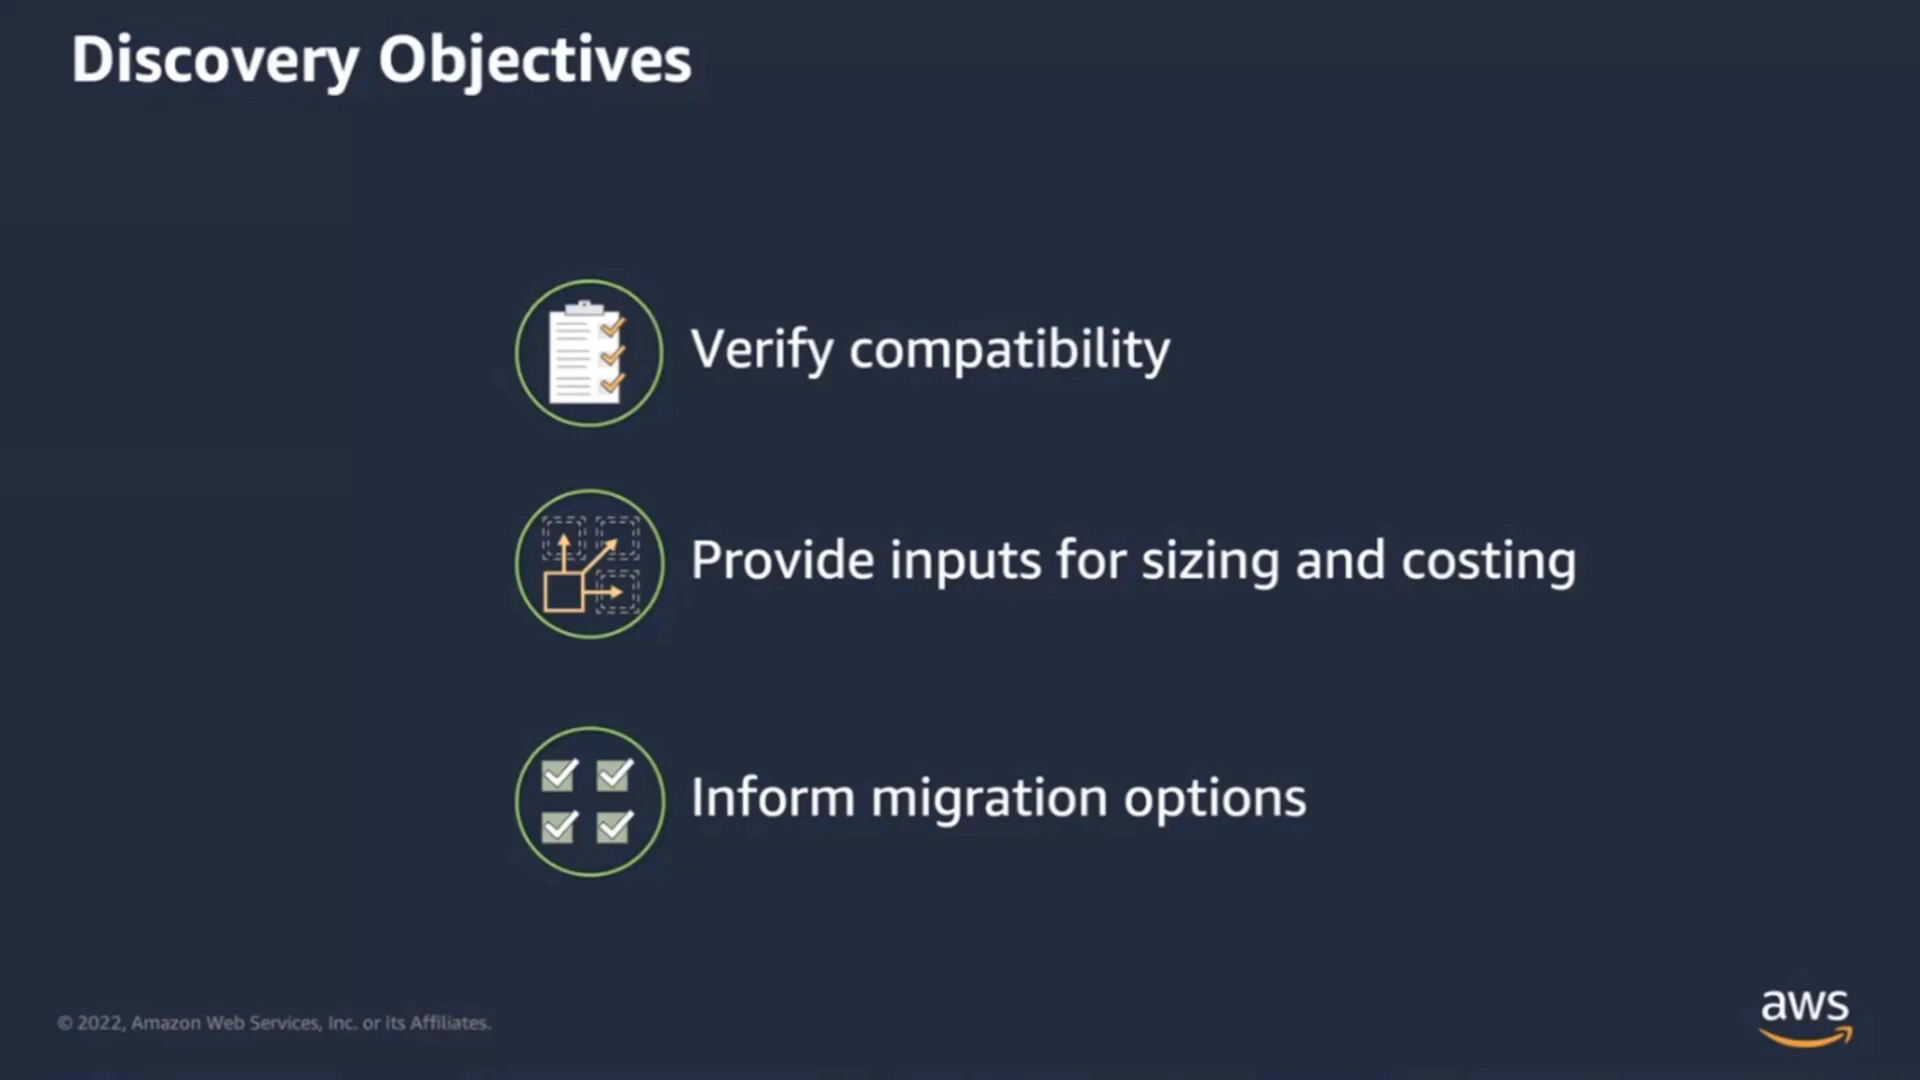 Discovery Objectives
Verify compatibility
Provide inputs for sizing and costing
Inform migration options
© 2022, Amazon Web Services, Inc. or its Affiliates.
aws